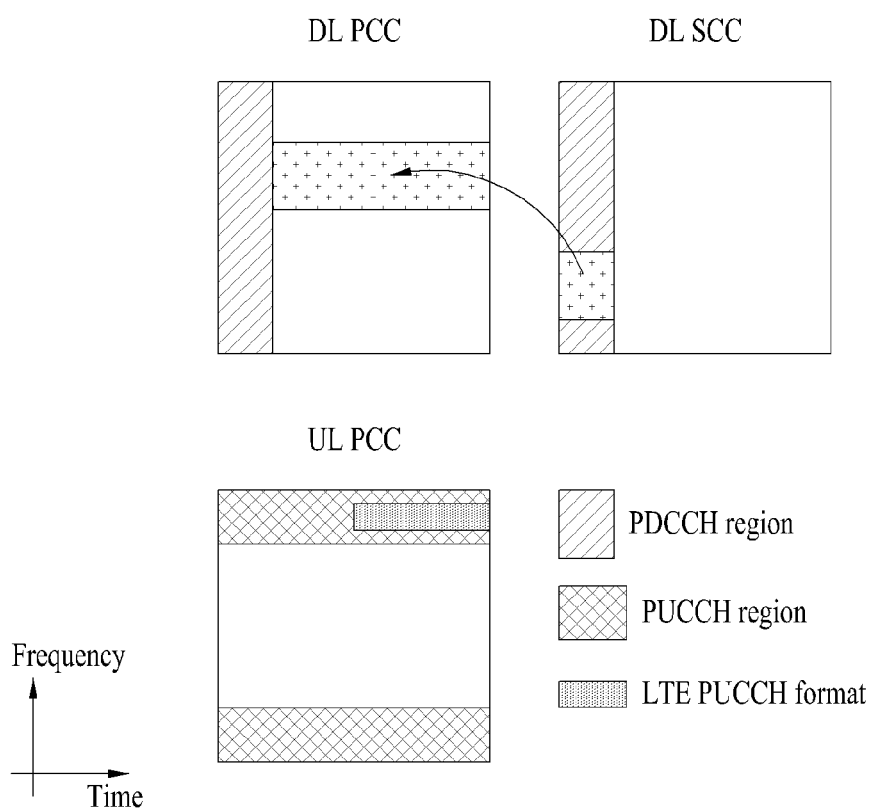 DL PCC
DL SCC
UL PCC
PDCCH region
PUCCH region
LTE PUCCH format
Frequency
Time